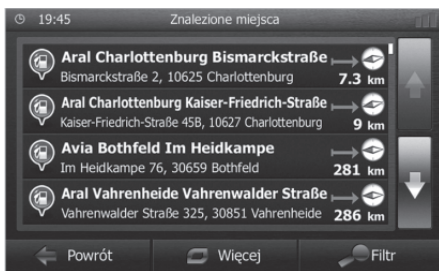 19:45 Znalezione miejsca
Aral Charlottenburg Bismarckstraße
Bismarckstraße 2, 10625 Charlottenburg 7.3 km
Aral Charlottenburg Kaiser-Friedrich-Straße
Kaiser-Friedrich-Straße 45B, 10627 Charlottenburg 9 km
Avia Bothfeld Im Heidkampe
Im Heidkampe 76, 30659 Bothfeld 281 km
Aral Vahrenheide Vahrenwalder Straße
Vahrenwalder Straße 325, 30851 Vahrenheide 286 km
Powrót Więcej Filtr